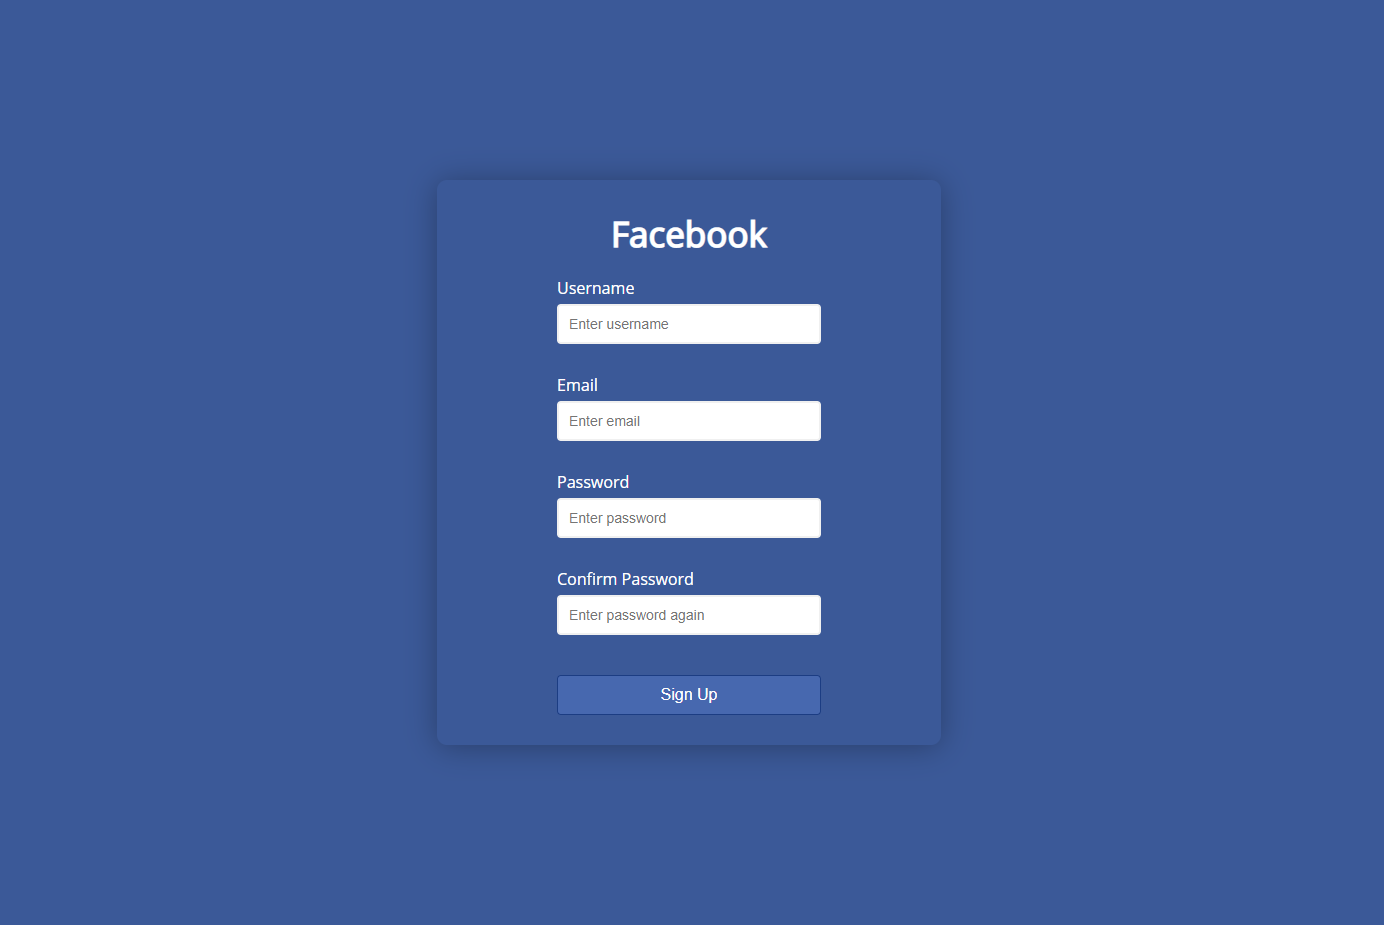 Facebook
Username
Enter username
Email
Enter email
Password
Enter password
Confirm Password
Enter password again
Sign Up